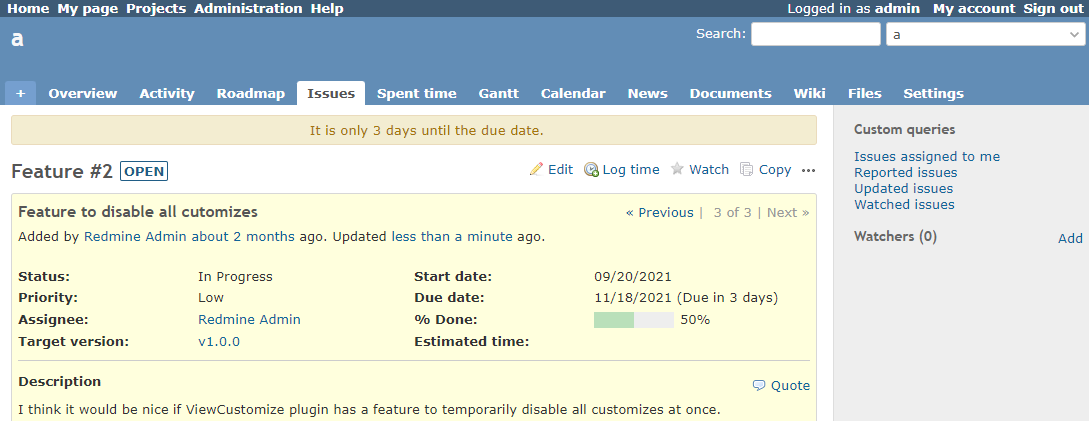 Home My page Projects Administration Help Logged in as admin My account Sign out
a Search: a
+ Overview Activity Roadmap Issues Spent time Gantt Calendar News Documents Wiki Files Settings
It is only 3 days until the due date.
Feature #2 OPEN Edit Log time Watch Copy •••
Feature to disable all cutomizes « Previous | 3 of 3 | Next »
Added by Redmine Admin about 2 months ago. Updated less than a minute ago.
Status: In Progress Start date: 09/20/2021
Priority: Low Due date: 11/18/2021 (Due in 3 days)
Assignee: Redmine Admin % Done: 50%
Target version: v1.0.0 Estimated time:
Description Quote
I think it would be nice if ViewCustomize plugin has a feature to temporarily disable all customizes at once.
Custom queries
Issues assigned to me
Reported issues
Updated issues
Watched issues
Watchers (0) Add